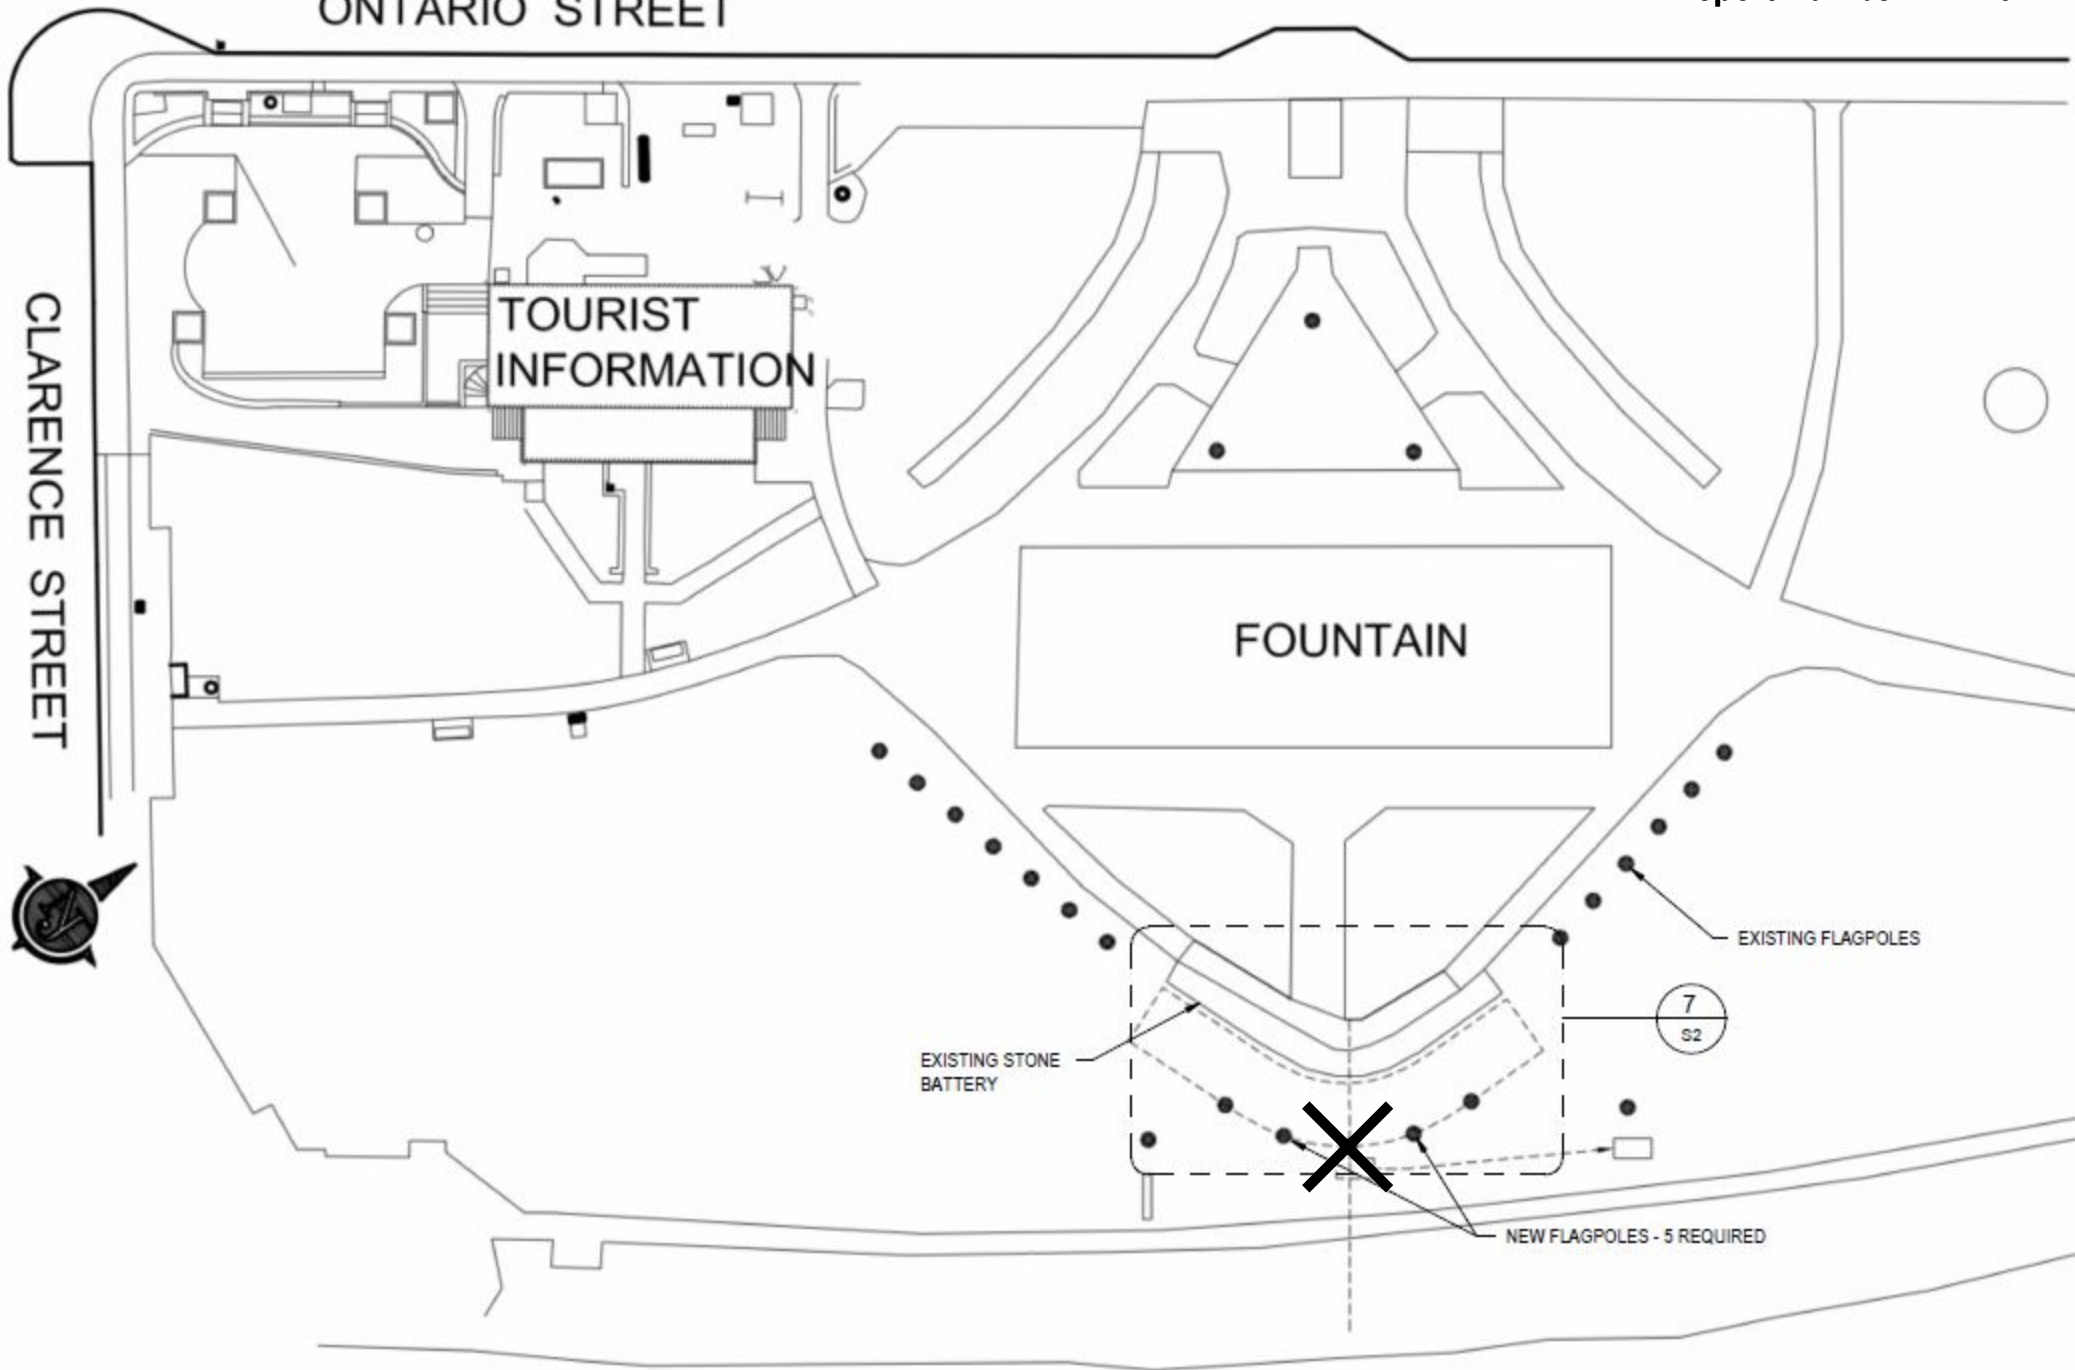 ONTARIO STREET
TOURIST
INFORMATION
CLARENCE STREET
FOUNTAIN
EXISTING FLAGPOLES
7
S2
EXISTING STONE
BATTERY
NEW FLAGPOLES - 5 REQUIRED